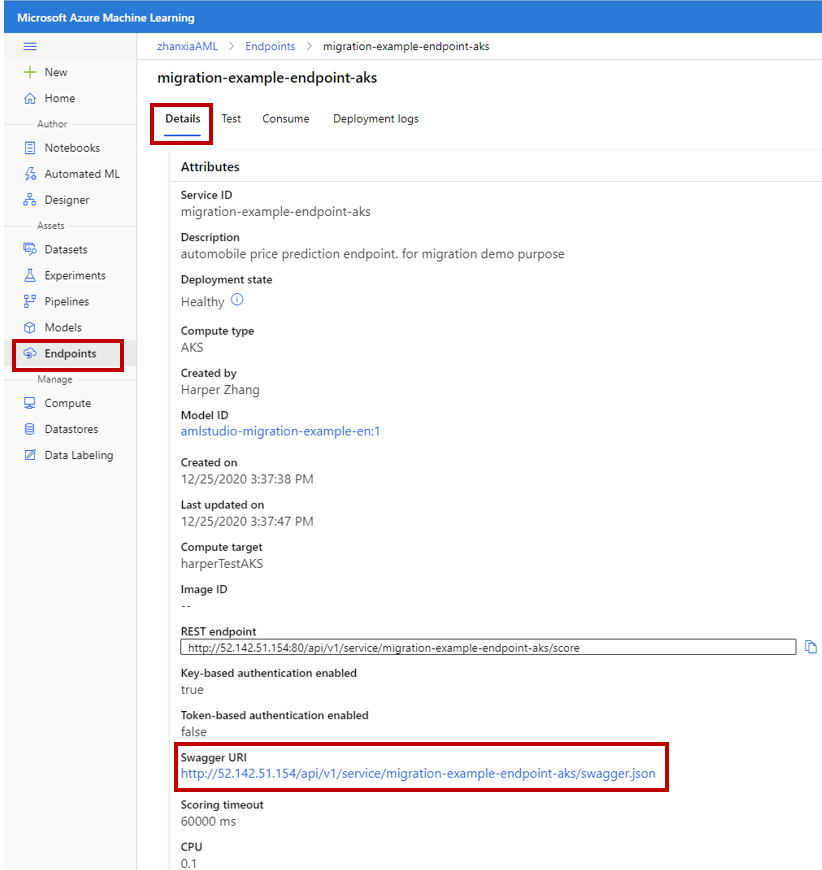 Microsoft Azure Machine Learning
zhanxiaAML > Endpoints > migration-example-endpoint-aks
New
Home
Author
Notebooks
Automated ML
Designer
Assets
Datasets
Experiments
Pipelines
Models
Endpoints
Manage
Compute
Datastores
Data Labeling
migration-example-endpoint-aks
Details Test Consume Deployment logs
Attributes
Service ID
migration-example-endpoint-aks
Description
automobile price prediction endpoint. for migration demo purpose
Deployment state
Healthy
Compute type
AKS
Created by
Harper Zhang
Model ID
amlstudio-migration-example-en:1
Created on
12/25/2020 3:37:38 PM
Last updated on
12/25/2020 3:37:47 PM
Compute target
harperTestAKS
Image ID
--
REST endpoint
http://52.142.51.154:80/api/v1/service/migration-example-endpoint-aks/score
Key-based authentication enabled
true
Token-based authentication enabled
false
Swagger URI
http://52.142.51.154/api/v1/service/migration-example-endpoint-aks/swagger.json
Scoring timeout
60000 ms
CPU
0.1